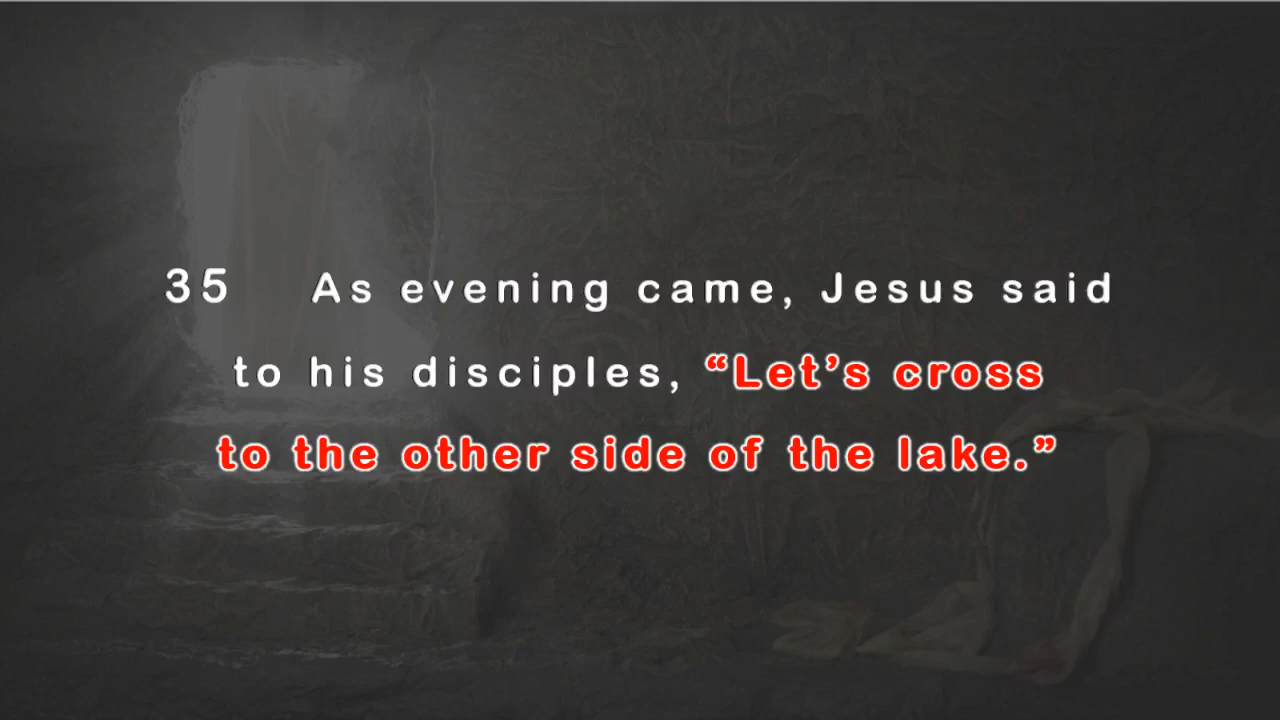 35 As evening came, Jesus said
to his disciples, “Let’s cross
to the other side of the lake.”